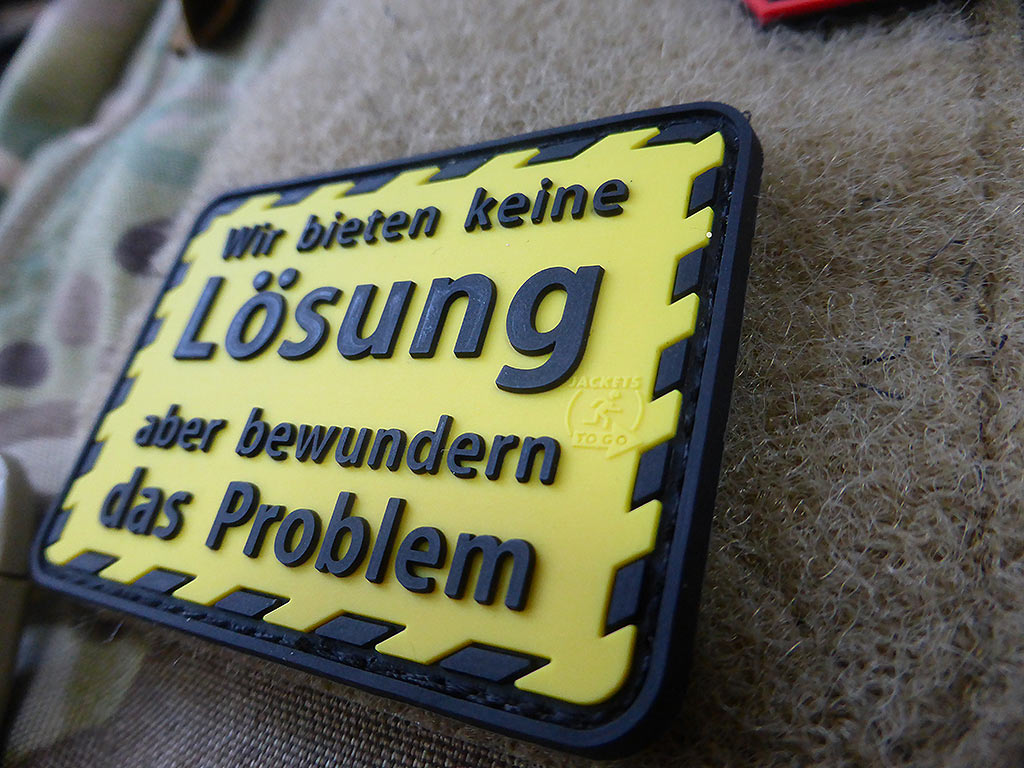 Wir bieten keine
Lösung
aber bewundern
das Problem
JACKETS
TO GO